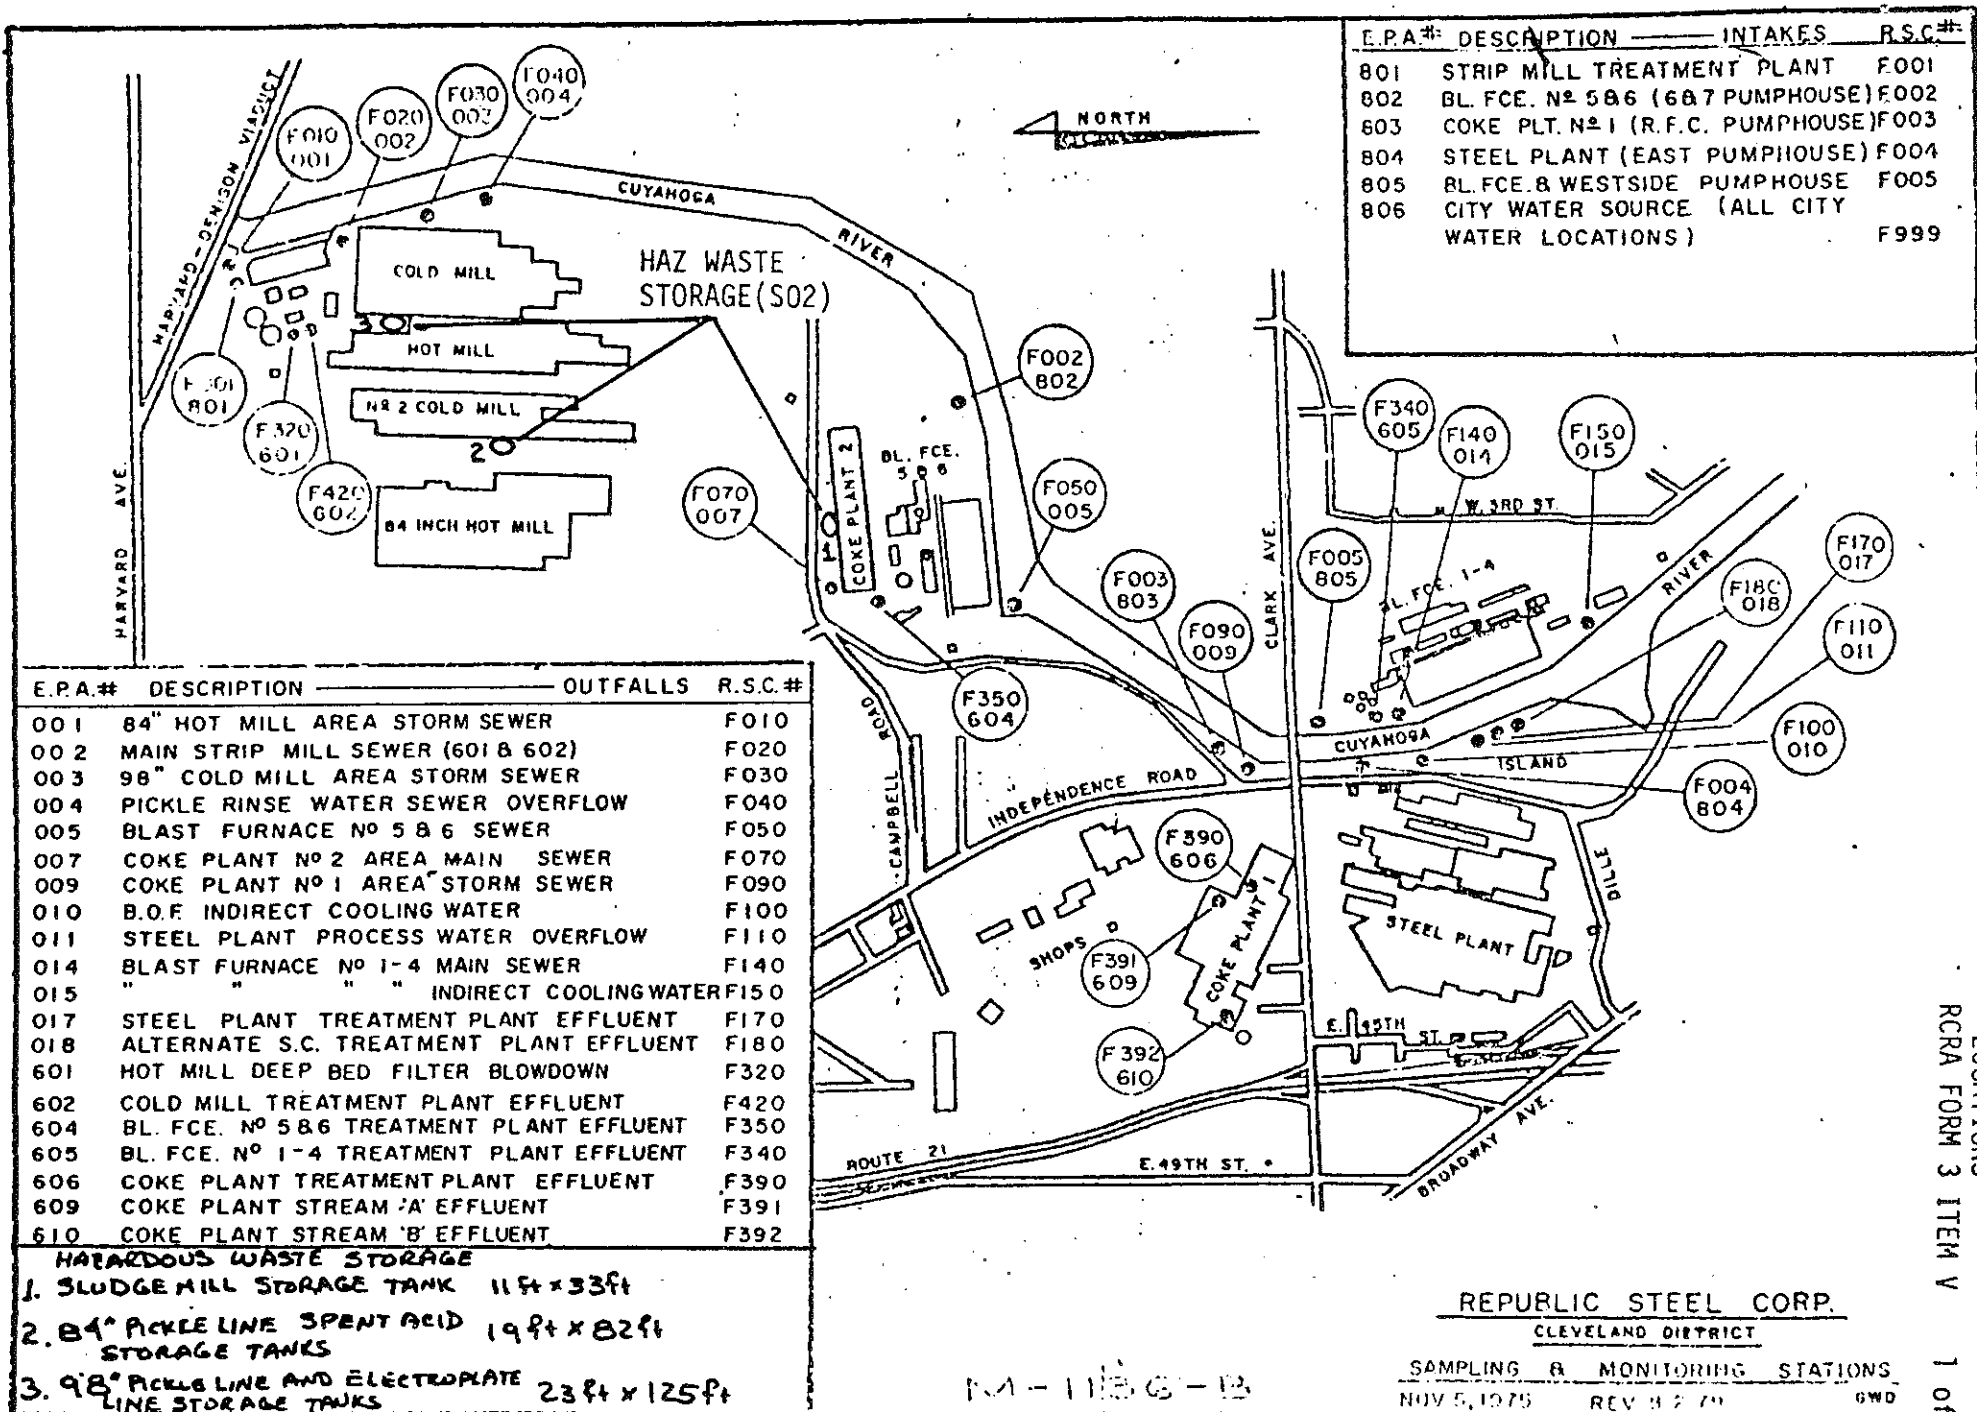 E.P.A.# DESCRIPTION INTAKES R.S.C.#
801 STRIP MILL TREATMENT PLANT F001
802 BL. FCE. Nº 5&6 (6&7 PUMPHOUSE) F002
803 COKE PLT. Nº 1 (R.F.C. PUMPHOUSE) F003
804 STEEL PLANT (EAST PUMPHOUSE) F004
805 BL. FCE. & WESTSIDE PUMPHOUSE F005
806 CITY WATER SOURCE (ALL CITY
WATER LOCATIONS) F999
NORTH
HARVARD-DENISON VIADUCT
HARVARD AVE.
F010
001
F020
002
F030
003
F040
004
CUYAHOGA
RIVER
HAZ WASTE
STORAGE(S02)
COLD MILL
3
HOT MILL
Nº 2 COLD MILL
2
84 INCH HOT MILL
801
F320
601
F420
602
F070
007
1
COKE PLANT 2
BL. FCE.
5 & 6
F002
802
F050
005
F350
604
F003
803
F090
009
CLARK AVE.
F005
805
F340
605
F140
014
F150
015
W. 3RD ST.
BL. FCE. 1-4
RIVER
F180
018
F170
017
F110
011
F100
010
F004
804
CUYAHOGA
ISLAND
CAMPBELL
ROAD
INDEPENDENCE ROAD
DILLE
F390
606
F391
609
F392
610
SHOPS
COKE PLANT 1
STEEL PLANT
E. 45TH
ST.
ROUTE 21
E. 49TH ST.
BROADWAY AVE.
E.P.A.# DESCRIPTION OUTFALLS R.S.C.#
001 84" HOT MILL AREA STORM SEWER F010
002 MAIN STRIP MILL SEWER (601 & 602) F020
003 98" COLD MILL AREA STORM SEWER F030
004 PICKLE RINSE WATER SEWER OVERFLOW F040
005 BLAST FURNACE Nº 5 & 6 SEWER F050
007 COKE PLANT Nº 2 AREA MAIN SEWER F070
009 COKE PLANT Nº 1 AREA STORM SEWER F090
010 B.O.F. INDIRECT COOLING WATER F100
011 STEEL PLANT PROCESS WATER OVERFLOW F110
014 BLAST FURNACE Nº 1-4 MAIN SEWER F140
015 " " " " INDIRECT COOLING WATER F150
017 STEEL PLANT TREATMENT PLANT EFFLUENT F170
018 ALTERNATE S.C. TREATMENT PLANT EFFLUENT F180
601 HOT MILL DEEP BED FILTER BLOWDOWN F320
602 COLD MILL TREATMENT PLANT EFFLUENT F420
604 BL. FCE. Nº 5&6 TREATMENT PLANT EFFLUENT F350
605 BL. FCE. Nº 1-4 TREATMENT PLANT EFFLUENT F340
606 COKE PLANT TREATMENT PLANT EFFLUENT F390
609 COKE PLANT STREAM 'A' EFFLUENT F391
610 COKE PLANT STREAM 'B' EFFLUENT F392
HAZARDOUS WASTE STORAGE
1. SLUDGE MILL STORAGE TANK 11ft x 33ft
2. 84" PICKLE LINE SPENT ACID 19ft x 82ft
STORAGE TANKS
3. 98" PICKLE LINE AND ELECTROPLATE 23ft x 125ft
LINE STORAGE TANKS
REPUBLIC STEEL CORP.
CLEVELAND DISTRICT
SAMPLING & MONITORING STATIONS
NOV 5, 1975 REV GWD
RCRA FORM 3 ITEM V 1 of